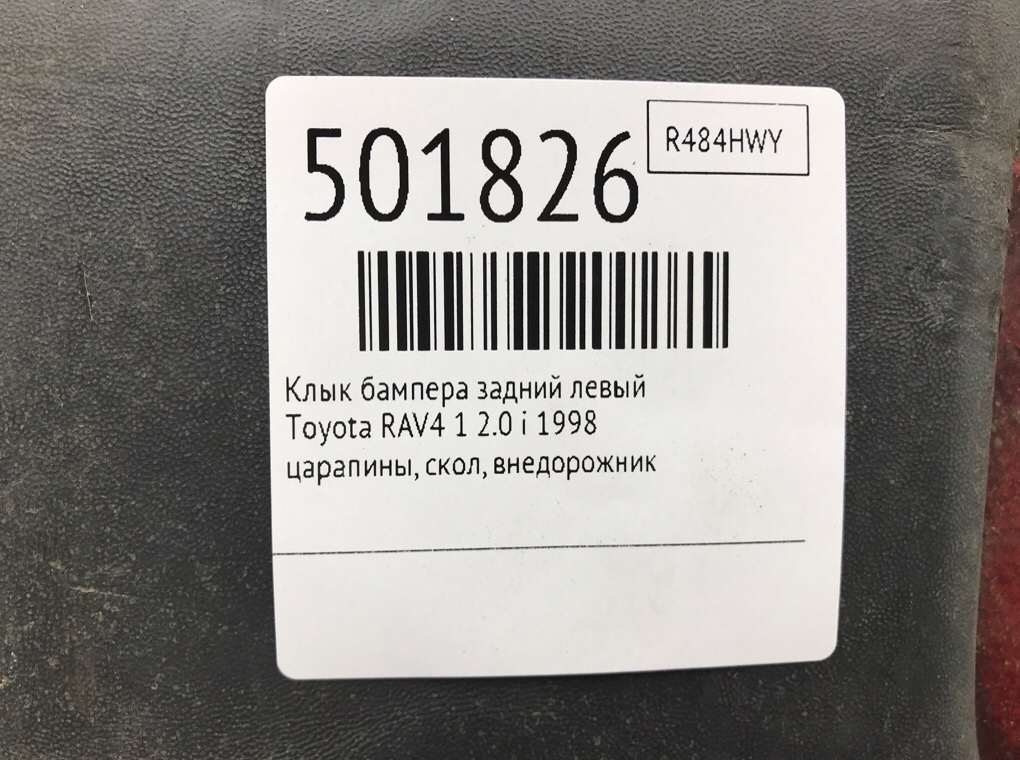 501826
R484HWY
Клык бампера задний левый
Toyota RAV4 1 2.0 i 1998
царапины, скол, внедорожник